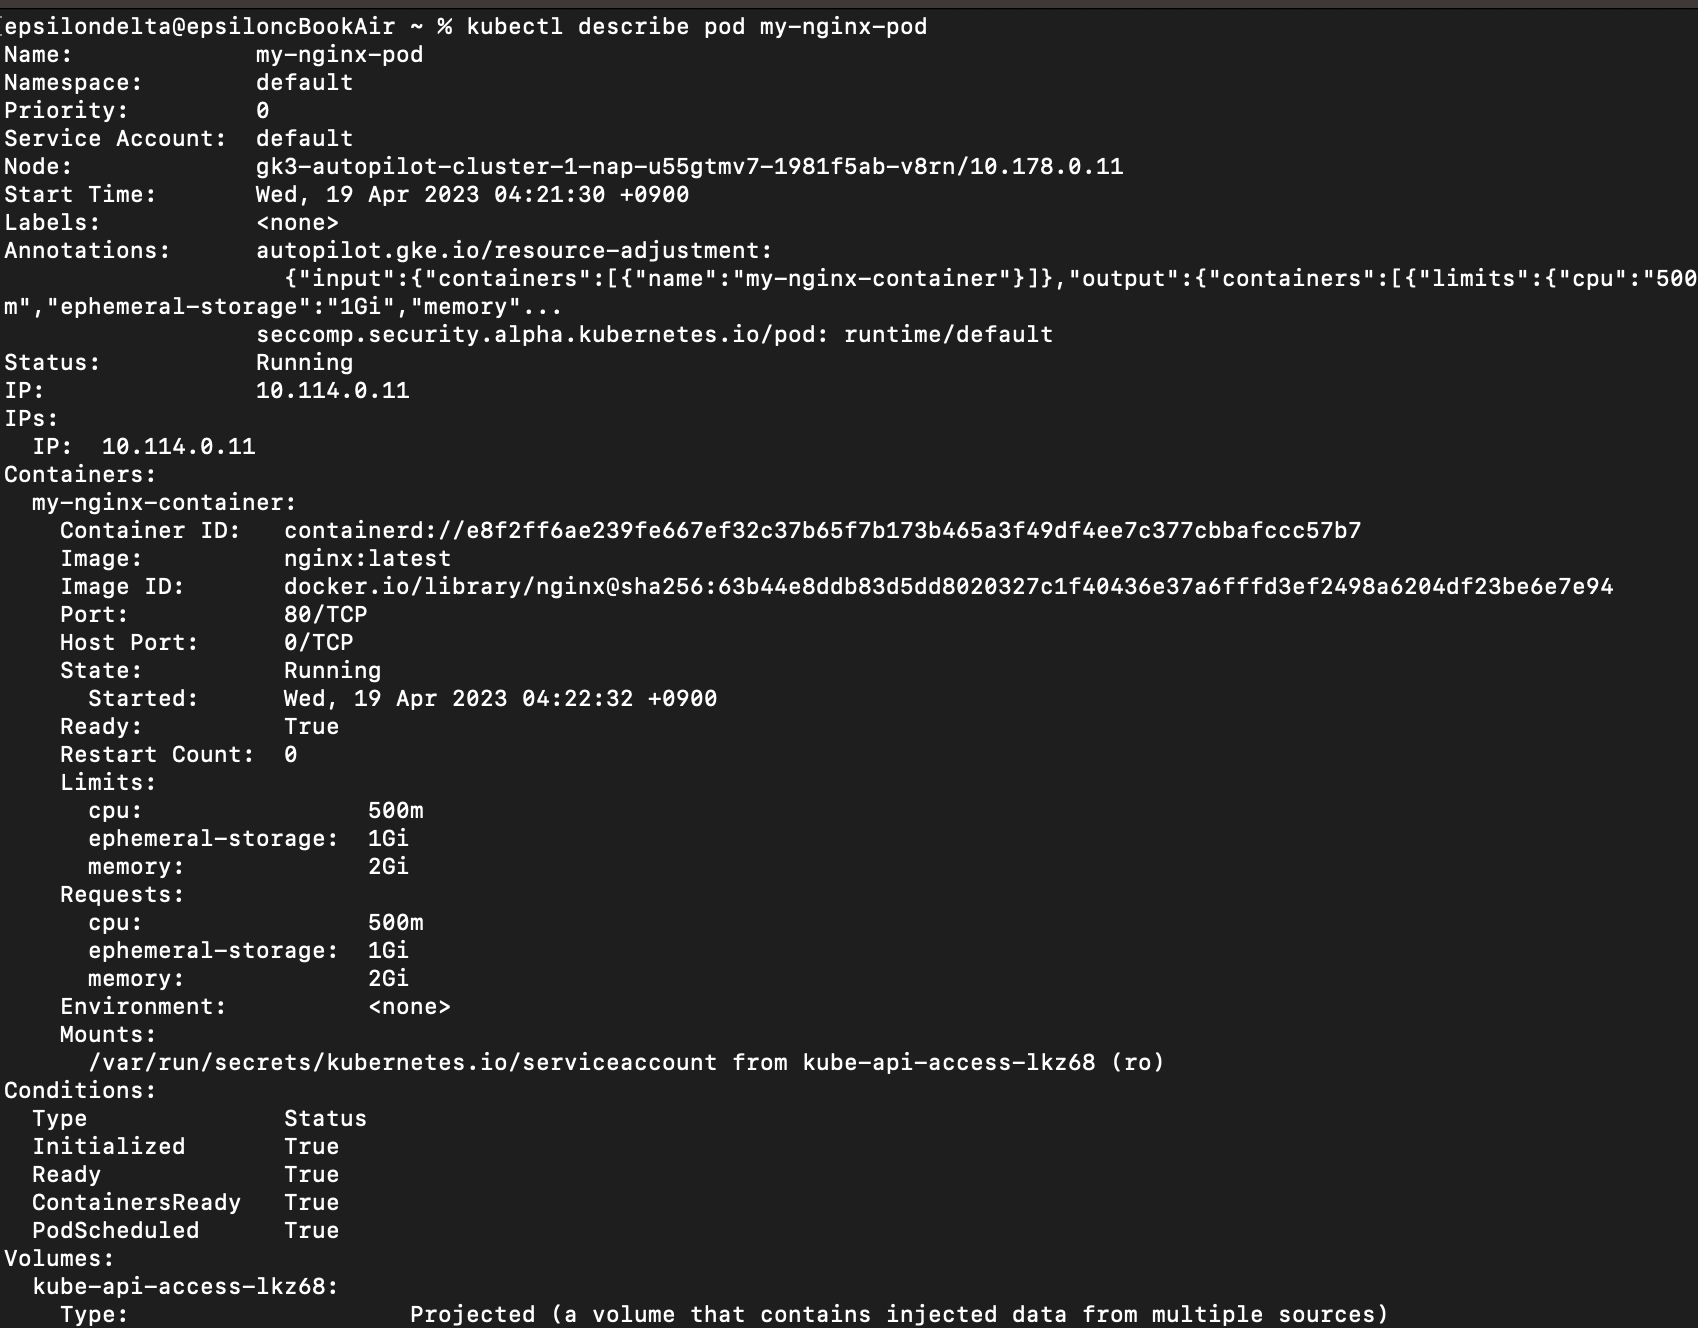 epsilondelta@epsiloncBookAir ~ % kubectl describe pod my-nginx-pod
Name:             my-nginx-pod
Namespace:        default
Priority:         0
Service Account:  default
Node:             gk3-autopilot-cluster-1-nap-u55gtmv7-1981f5ab-v8rn/10.178.0.11
Start Time:       Wed, 19 Apr 2023 04:21:30 +0900
Labels:           <none>
Annotations:      autopilot.gke.io/resource-adjustment:
                    {"input":{"containers":[{"name":"my-nginx-container"}]},"output":{"containers":[{"limits":{"cpu":"500
m","ephemeral-storage":"1Gi","memory"...
                  seccomp.security.alpha.kubernetes.io/pod: runtime/default
Status:           Running
IP:               10.114.0.11
IPs:
  IP:  10.114.0.11
Containers:
  my-nginx-container:
    Container ID:   containerd://e8f2ff6ae239fe667ef32c37b65f7b173b465a3f49df4ee7c377cbbafccc57b7
    Image:          nginx:latest
    Image ID:       docker.io/library/nginx@sha256:63b44e8ddb83d5dd8020327c1f40436e37a6fffd3ef2498a6204df23be6e7e94
    Port:           80/TCP
    Host Port:      0/TCP
    State:          Running
      Started:      Wed, 19 Apr 2023 04:22:32 +0900
    Ready:          True
    Restart Count:  0
    Limits:
      cpu:                500m
      ephemeral-storage:  1Gi
      memory:             2Gi
    Requests:
      cpu:                500m
      ephemeral-storage:  1Gi
      memory:             2Gi
    Environment:          <none>
    Mounts:
      /var/run/secrets/kubernetes.io/serviceaccount from kube-api-access-lkz68 (ro)
Conditions:
  Type              Status
  Initialized       True
  Ready             True
  ContainersReady   True
  PodScheduled      True
Volumes:
  kube-api-access-lkz68:
    Type:                    Projected (a volume that contains injected data from multiple sources)